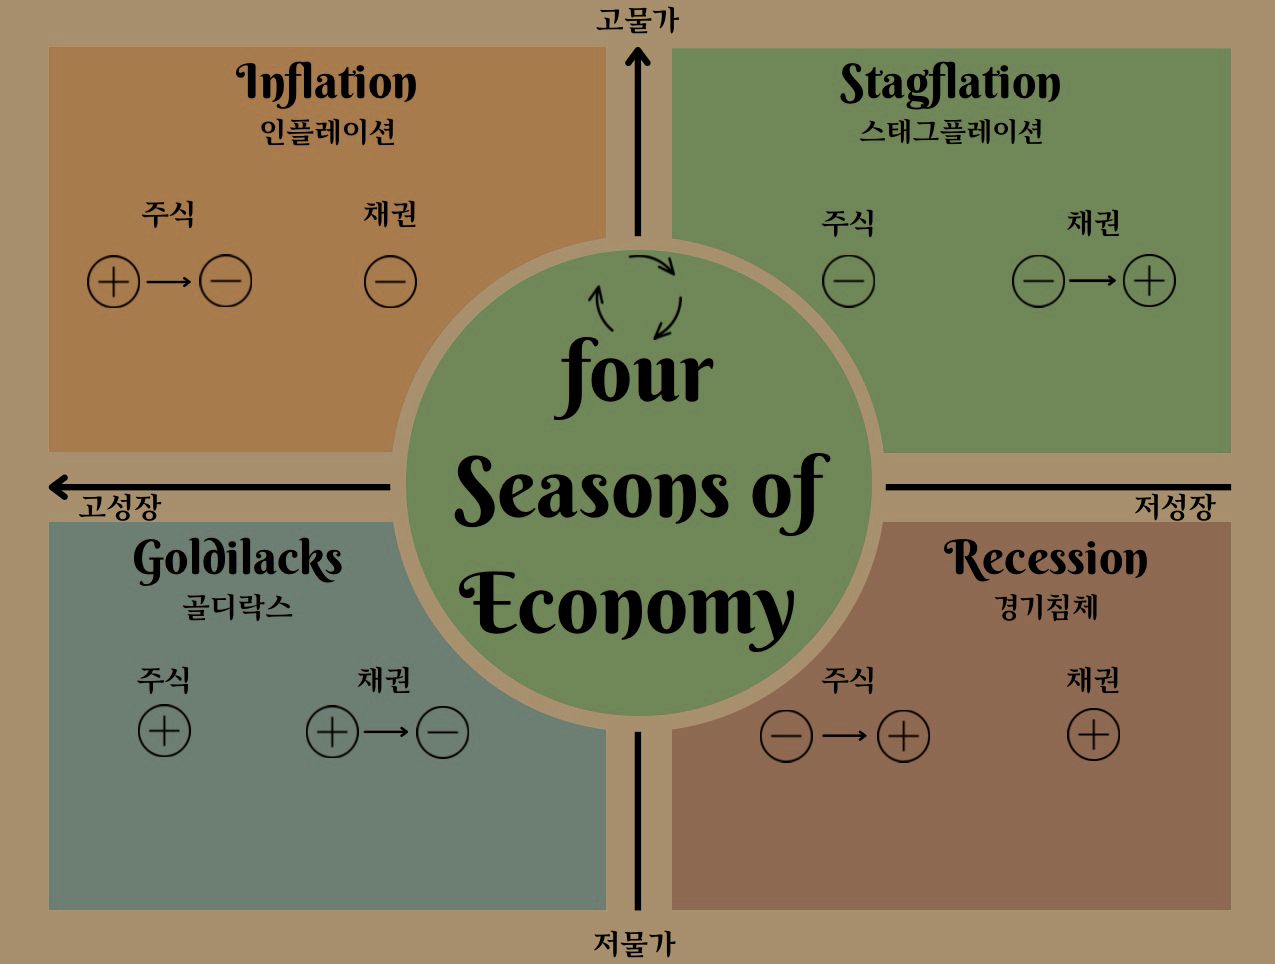 고물가
Inflation
인플레이션
주식 채권
+ → − −
Stagflation
스태그플레이션
주식 채권
− − → +
four
Seasons of
Economy
고성장
저성장
Goldilacks
골디락스
주식 채권
+ + → −
Recession
경기침체
주식 채권
− → + +
저물가